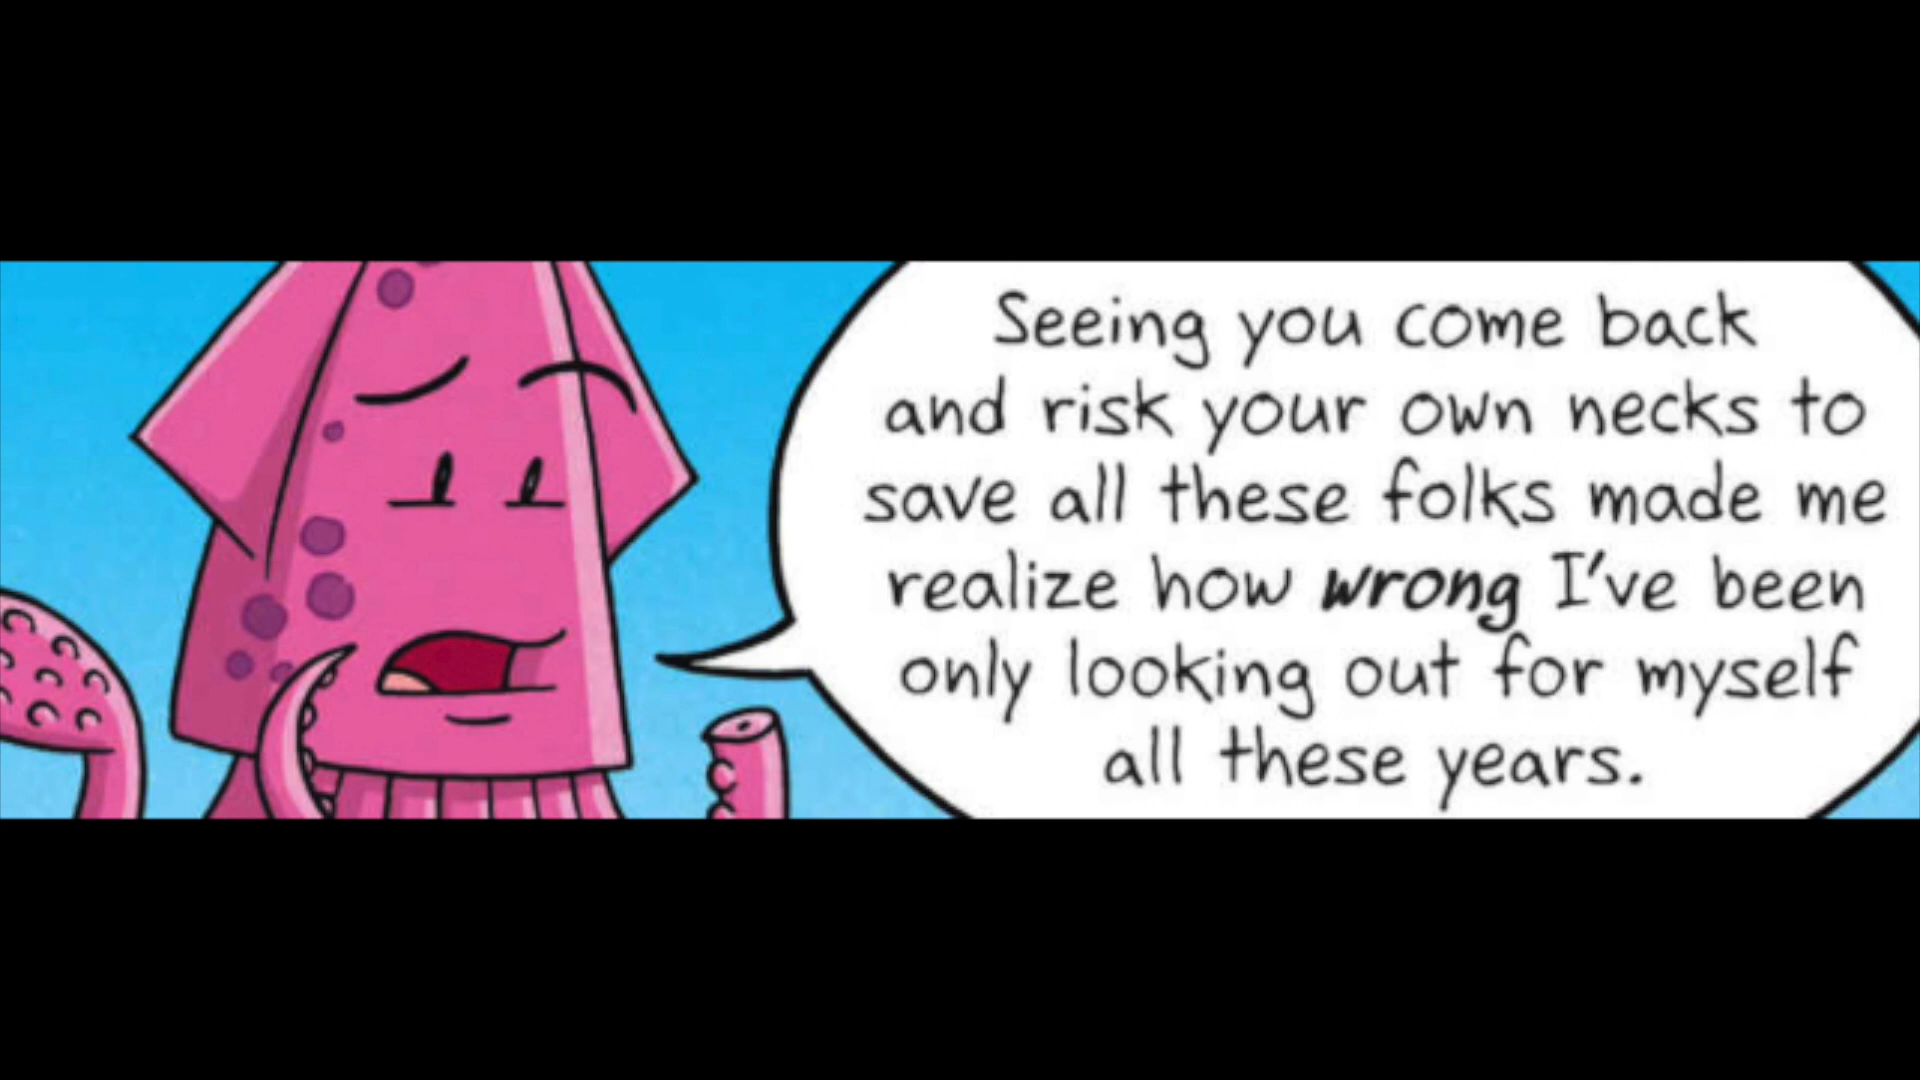 Seeing you come back
and risk your own necks to
save all these folks made me
realize how wrong I've been
only looking out for myself
all these years.